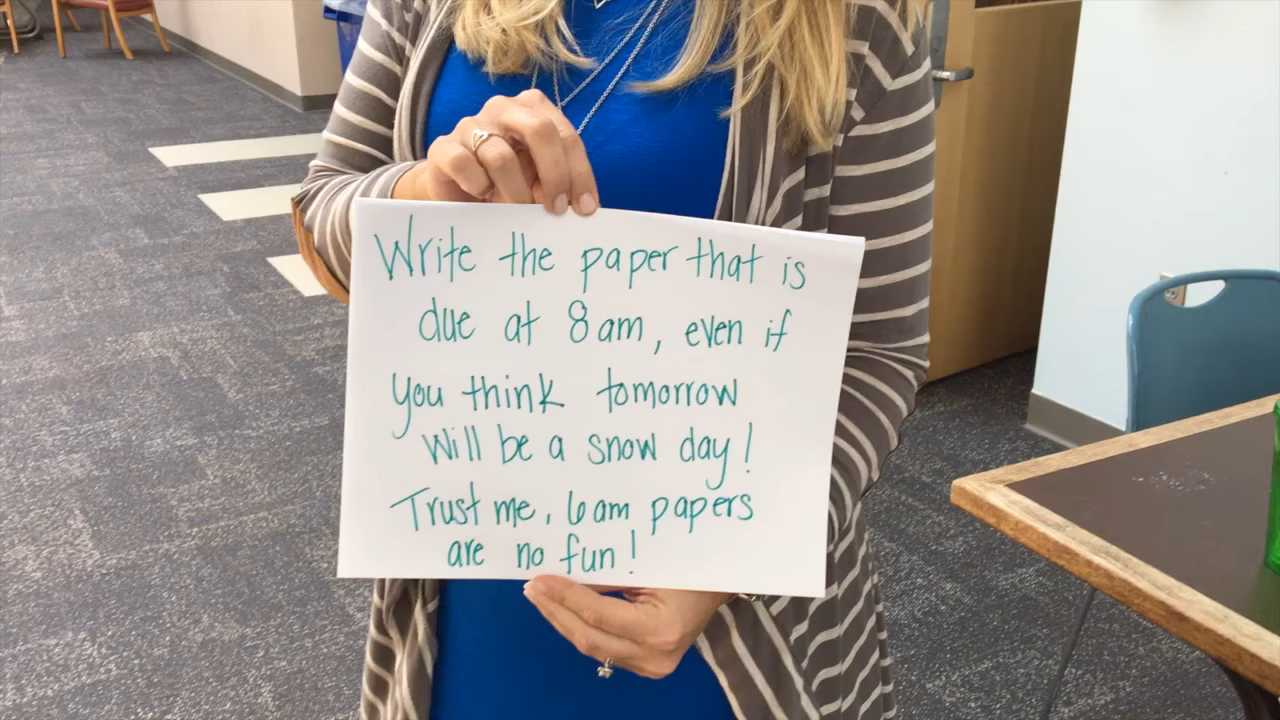 Write the paper that is
due at 8am, even if
you think tomorrow
will be a snow day!
Trust me, 6am papers
are no fun!